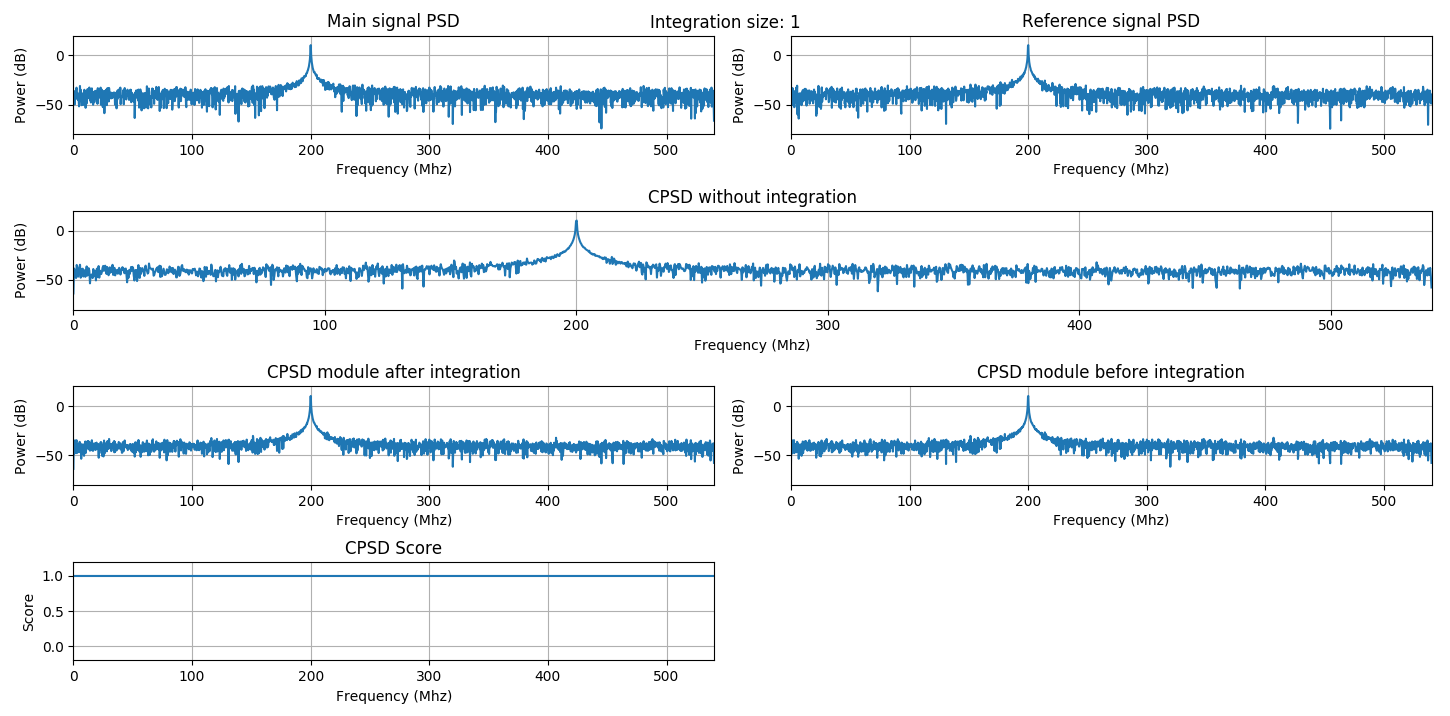 Main signal PSD
Integration size: 1
Reference signal PSD
Power (dB)
0
−50
0 100 200 300 400 500
Frequency (Mhz)
Power (dB)
0
−50
0 100 200 300 400 500
Frequency (Mhz)
CPSD without integration
Power (dB)
0
−50
0 100 200 300 400 500
Frequency (Mhz)
CPSD module after integration
Power (dB)
0
−50
0 100 200 300 400 500
Frequency (Mhz)
CPSD module before integration
Power (dB)
0
−50
0 100 200 300 400 500
Frequency (Mhz)
CPSD Score
Score
1.0
0.5
0.0
0 100 200 300 400 500
Frequency (Mhz)